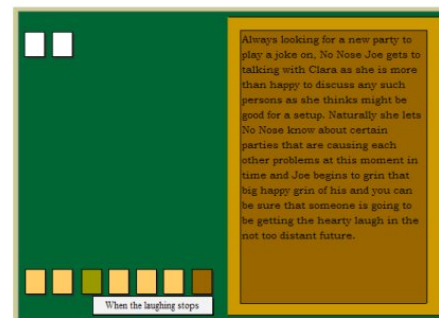 Always looking for a new party to
play a joke on, No Nose Joe gets to
talking with Clara as she is more
than happy to discuss any such
persons as she thinks might be
good for a setup. Naturally she lets
No Nose know about certain
parties that are causing each
other problems at this moment in
time and Joe begins to grin that
big happy grin of his and you can
be sure that someone is going to
be getting the hearty laugh in the
not too distant future.
When the laughing stops